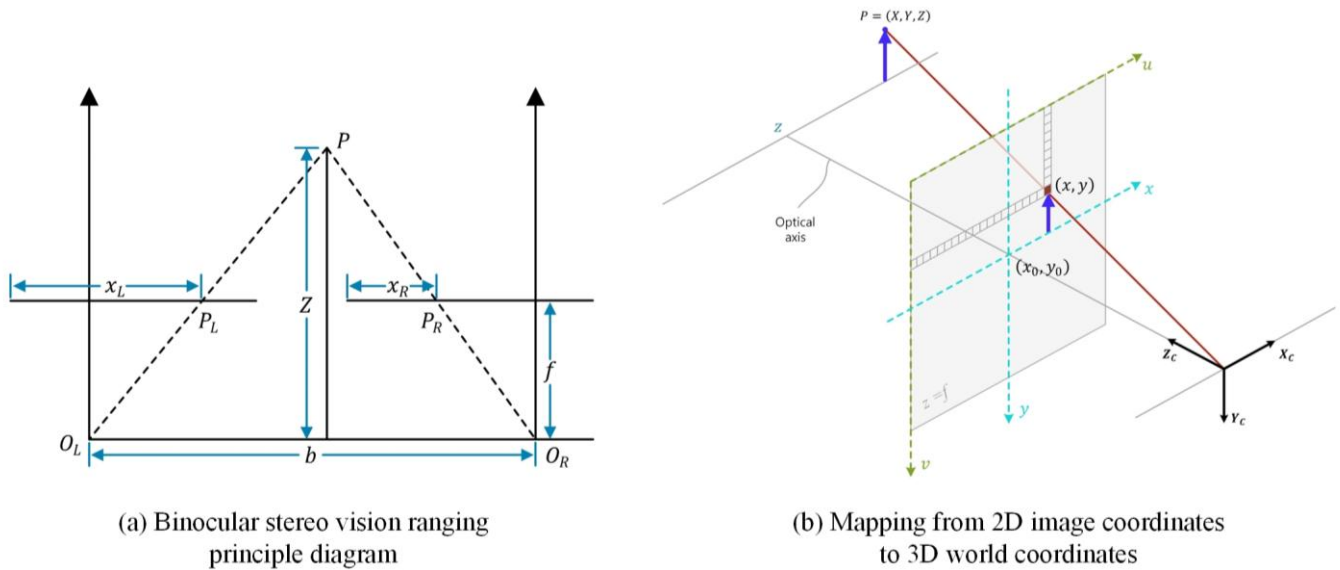 P
x_L
x_R
Z
P_L
P_R
f
O_L
b
O_R
(a) Binocular stereo vision ranging
principle diagram
P = (X, Y, Z)
u
Z
(x, y)
x
Optical
axis
(x_0, y_0)
Z_C
X_C
z =f
y
Y_C
v
(b) Mapping from 2D image coordinates
to 3D world coordinates